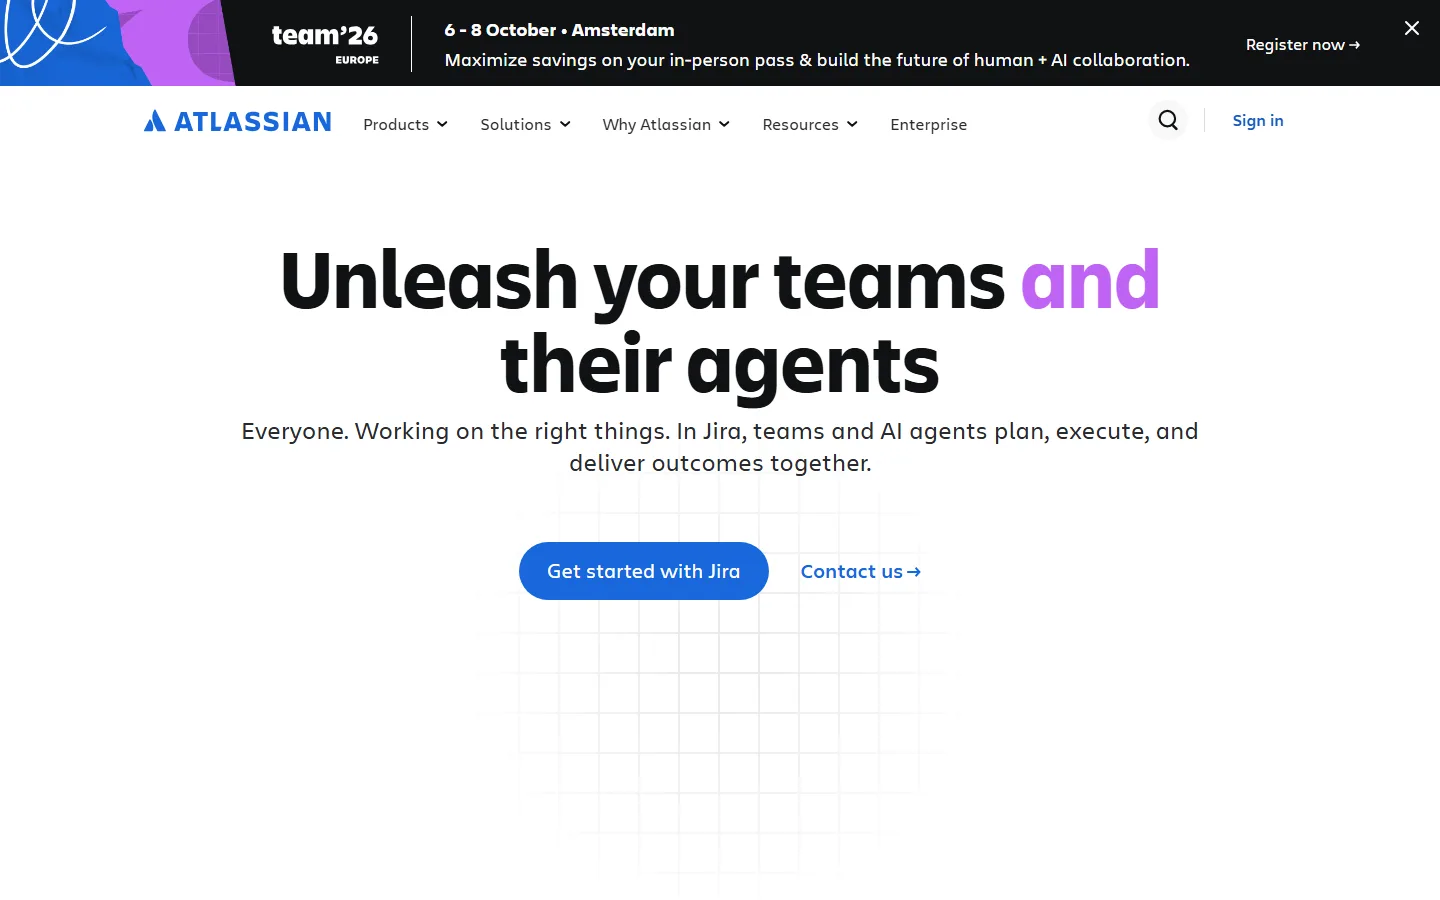 team’26
EUROPE
6 - 8 October • Amsterdam
Maximize savings on your in-person pass & build the future of human + AI collaboration.
Register now →
ATLASSIAN
Products
Solutions
Why Atlassian
Resources
Enterprise
Sign in
Unleash your teams and
their agents
Everyone. Working on the right things. In Jira, teams and AI agents plan, execute, and
deliver outcomes together.
Get started with Jira
Contact us →